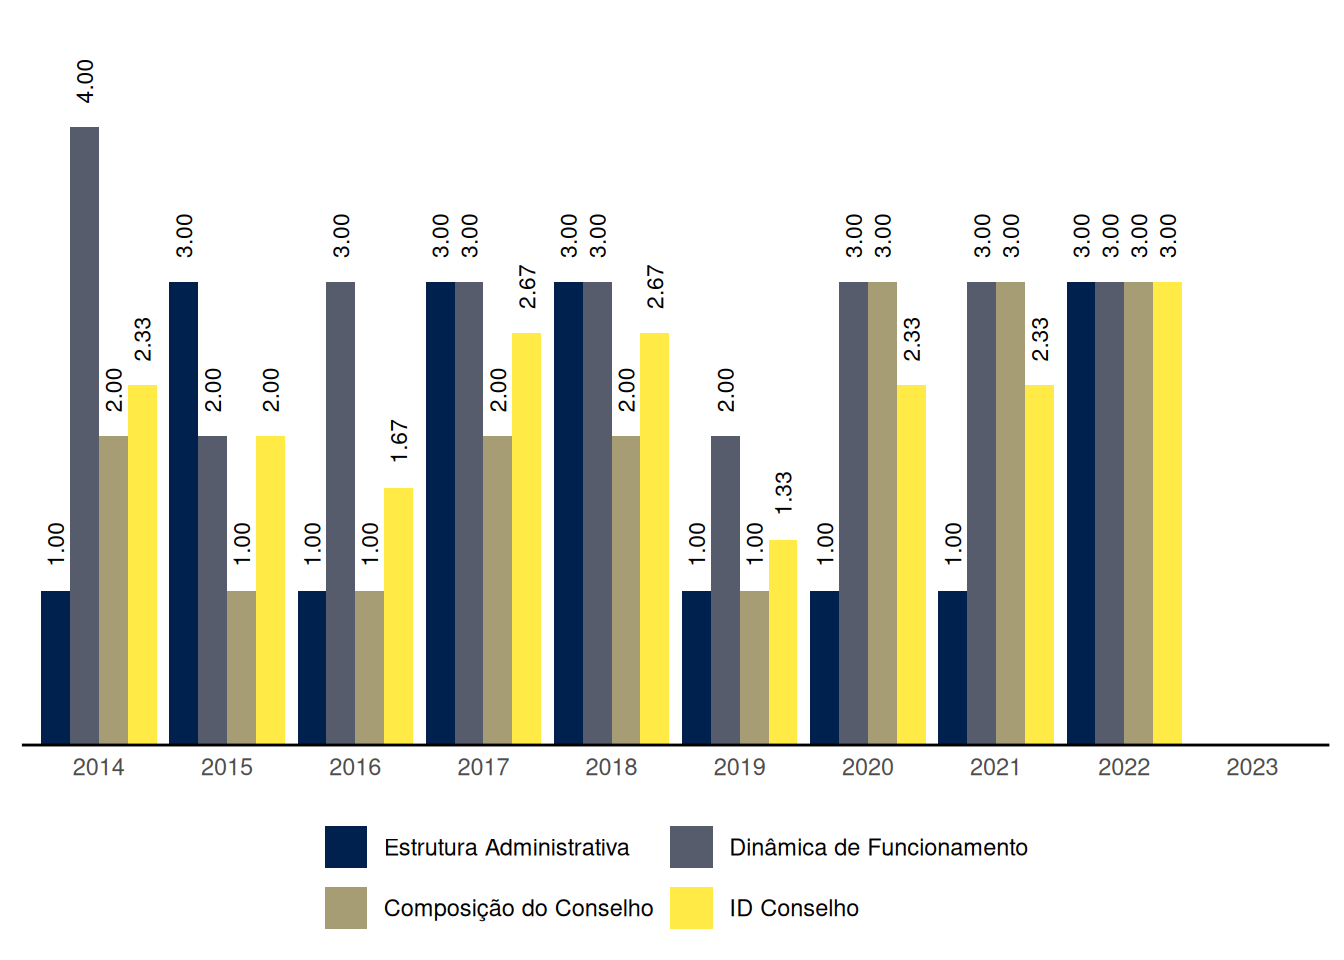 1.00 4.00 2.00 2.33 3.00 2.00 1.00 2.00 1.00 3.00 1.00 1.67 3.00 3.00 2.00 2.67 3.00 3.00 2.00 2.67 1.00 2.00 1.00 1.33 1.00 3.00 3.00 2.33 1.00 3.00 3.00 2.33 3.00 3.00 3.00 3.00
2014 2015 2016 2017 2018 2019 2020 2021 2022 2023
Estrutura Administrativa Dinâmica de Funcionamento
Composição do Conselho ID Conselho